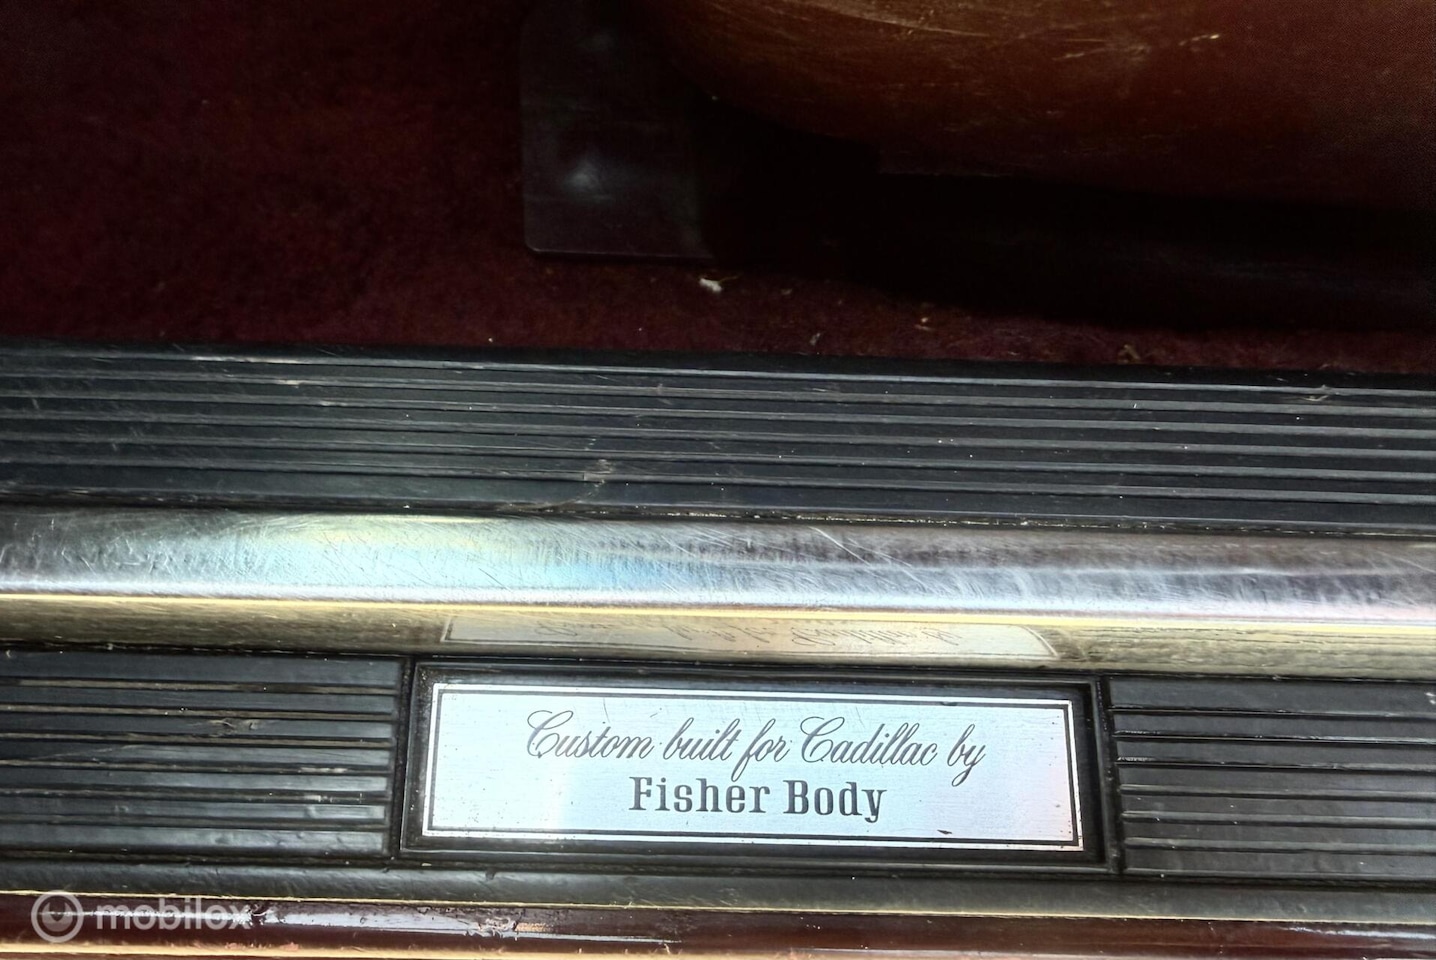 Custom built for Cadillac by
Fisher Body
mobilox